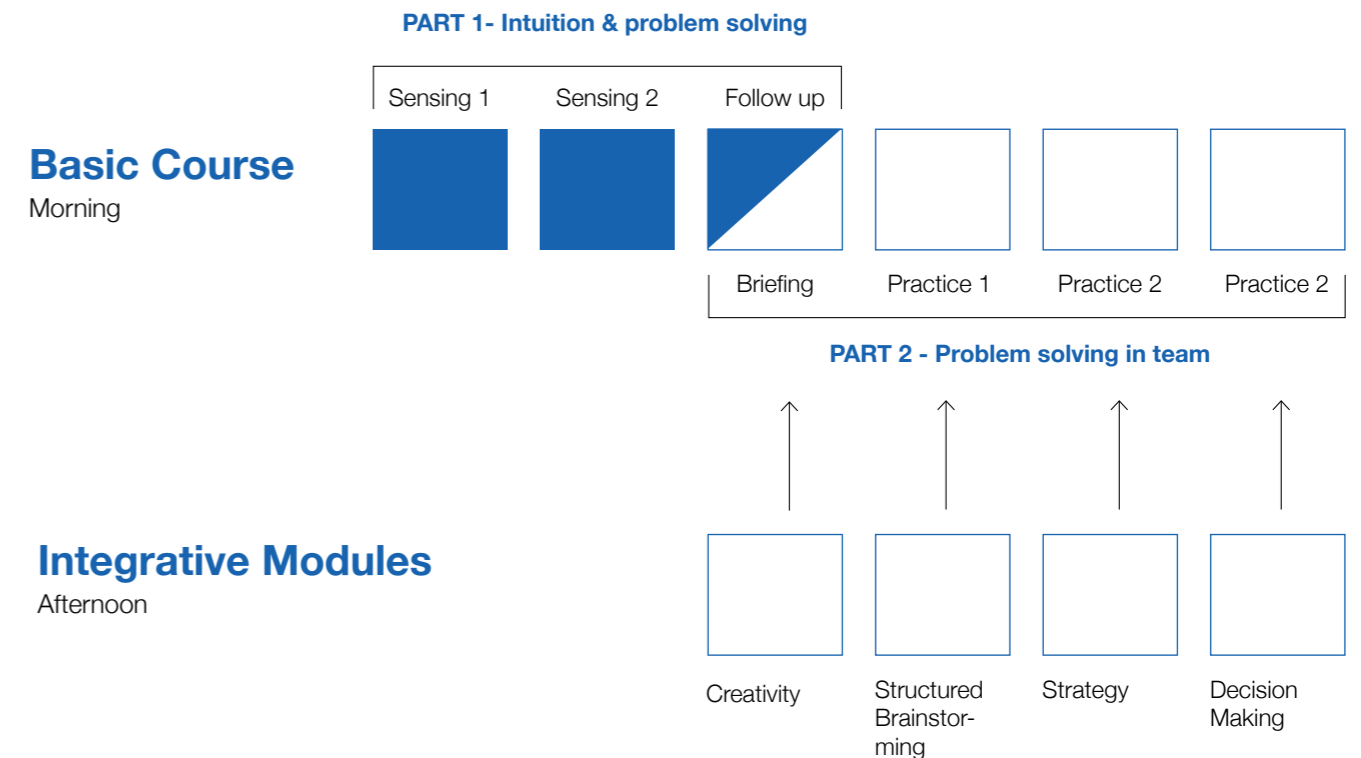 PART 1- Intuition & problem solving
Sensing 1
Sensing 2
Follow up
Basic Course
Morning
Briefing
Practice 1
Practice 2
Practice 2
PART 2 - Problem solving in team
Integrative Modules
Afternoon
Creativity
Structured
Brainstor-
ming
Strategy
Decision
Making